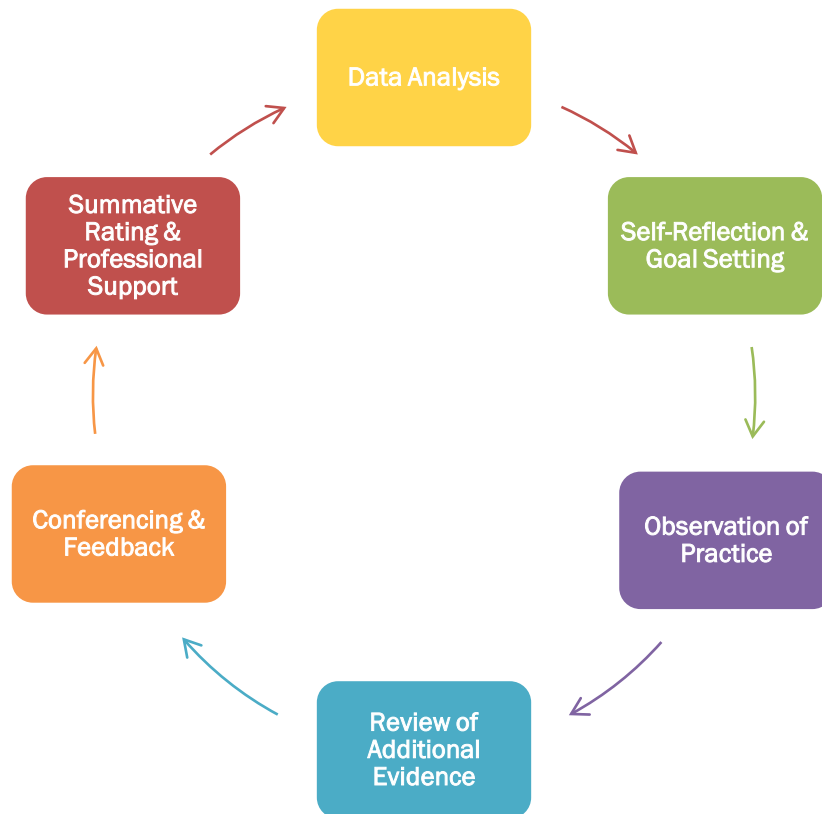 Data Analysis
Self-Reflection &
Goal Setting
Observation of
Practice
Review of
Additional
Evidence
Conferencing &
Feedback
Summative
Rating &
Professional
Support